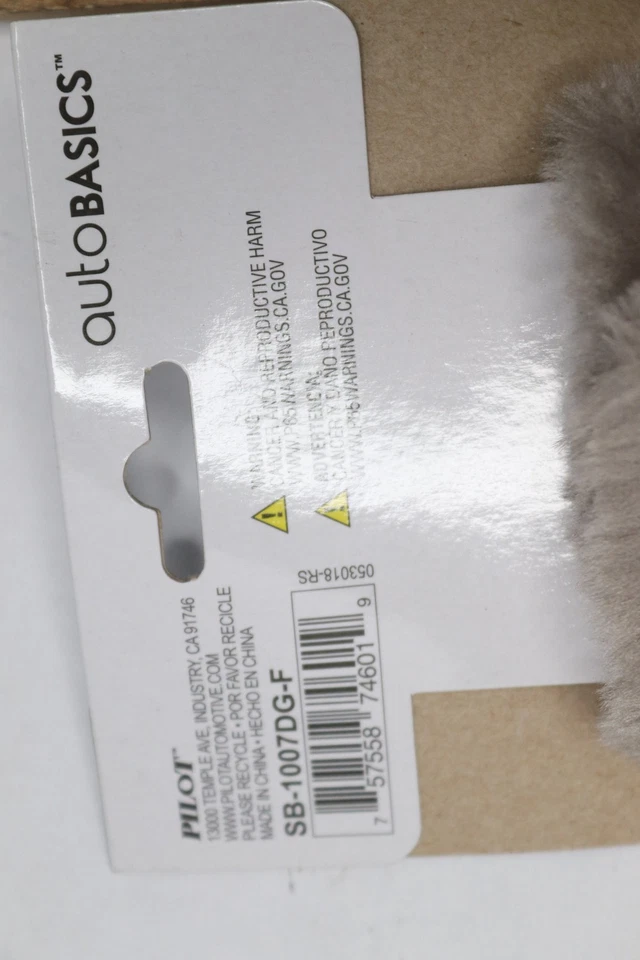 autoBASICS™
WARNING:
CANCER AND REPRODUCTIVE HARM
WWW.P65WARNINGS.CA.GOV
ADVERTENCIA:
CANCER Y DANO REPRODUCTIVO
WWW.P65WARNINGS.CA.GOV
PILOT™
13000 TEMPLE AVE, INDUSTRY, CA 91746
WWW.PILOTAUTOMOTIVE.COM
PLEASE RECYCLE • POR FAVOR RECICLE
MADE IN CHINA • HECHO EN CHINA
SB-1007DG-F
7 57558 74601 9
053018-RS